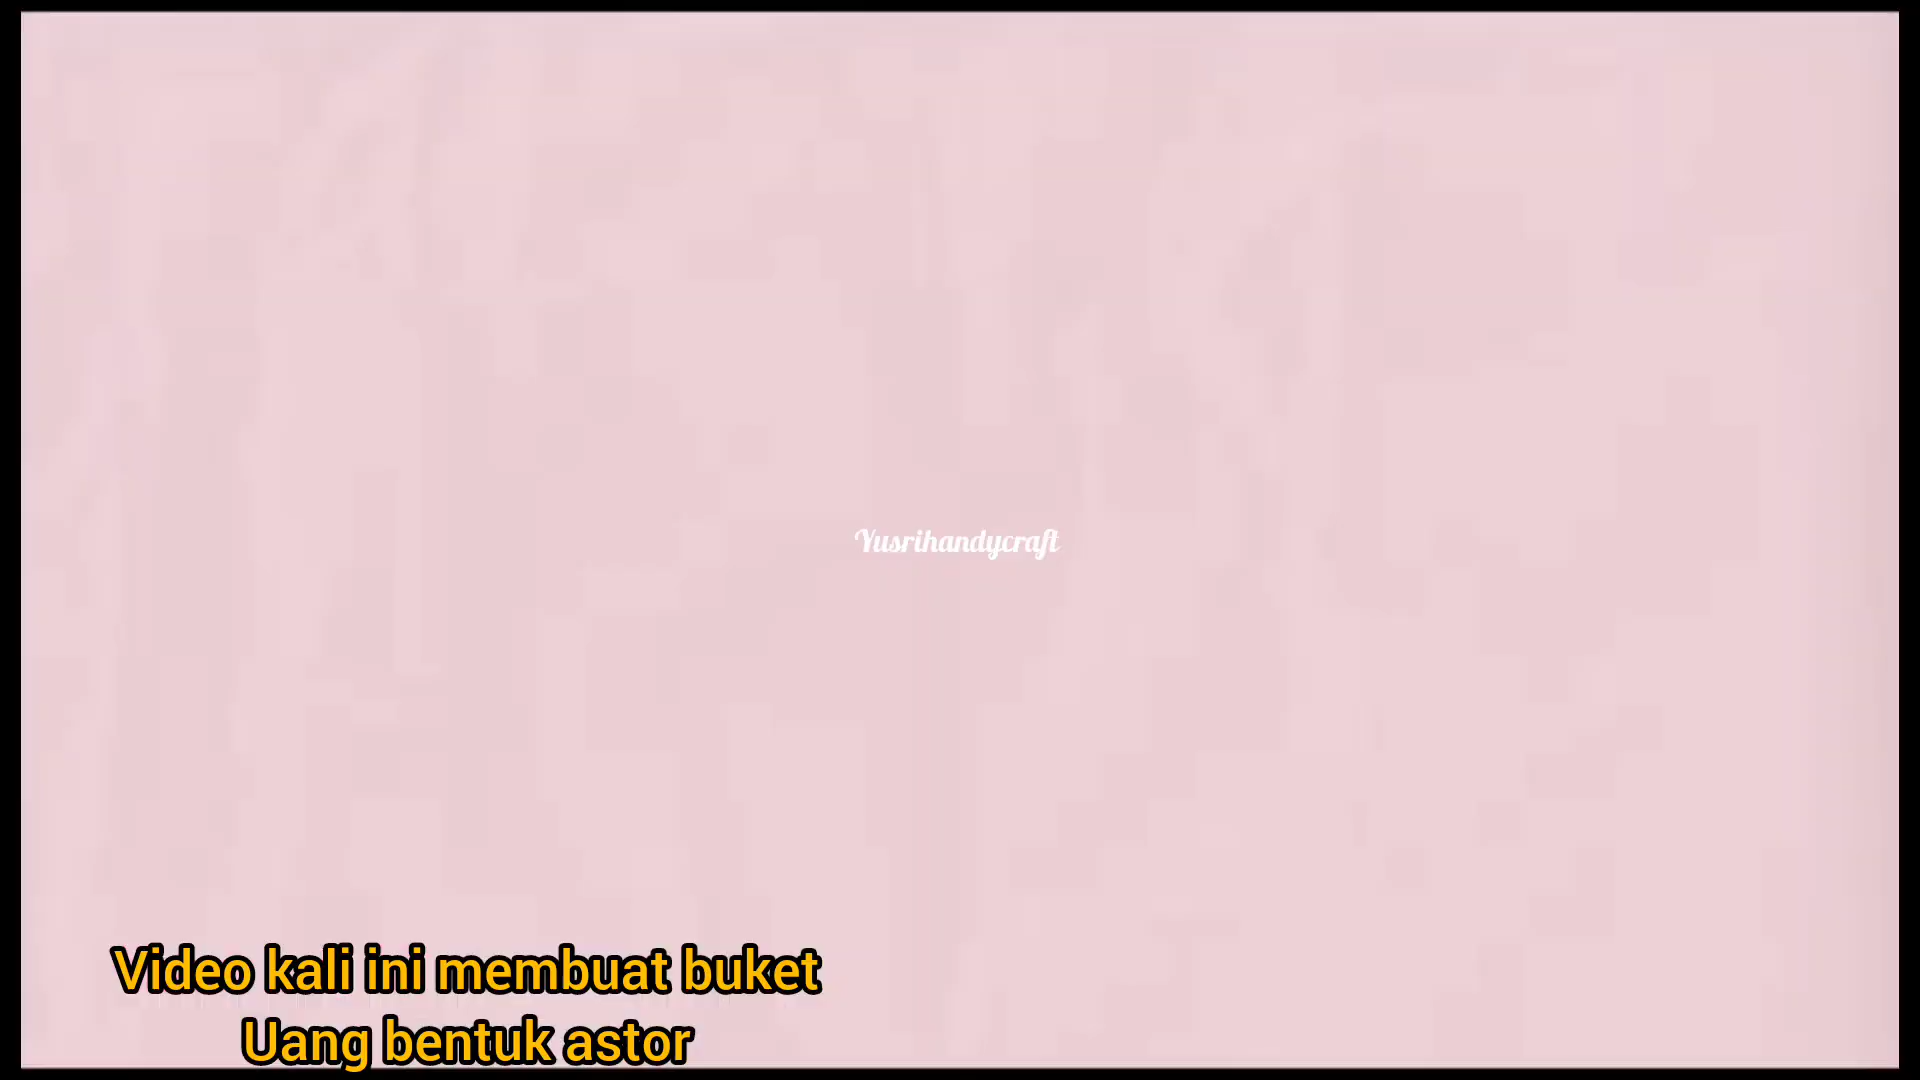 Yusrihandycraft
Video kali ini membuat buket
Uang bentuk astor